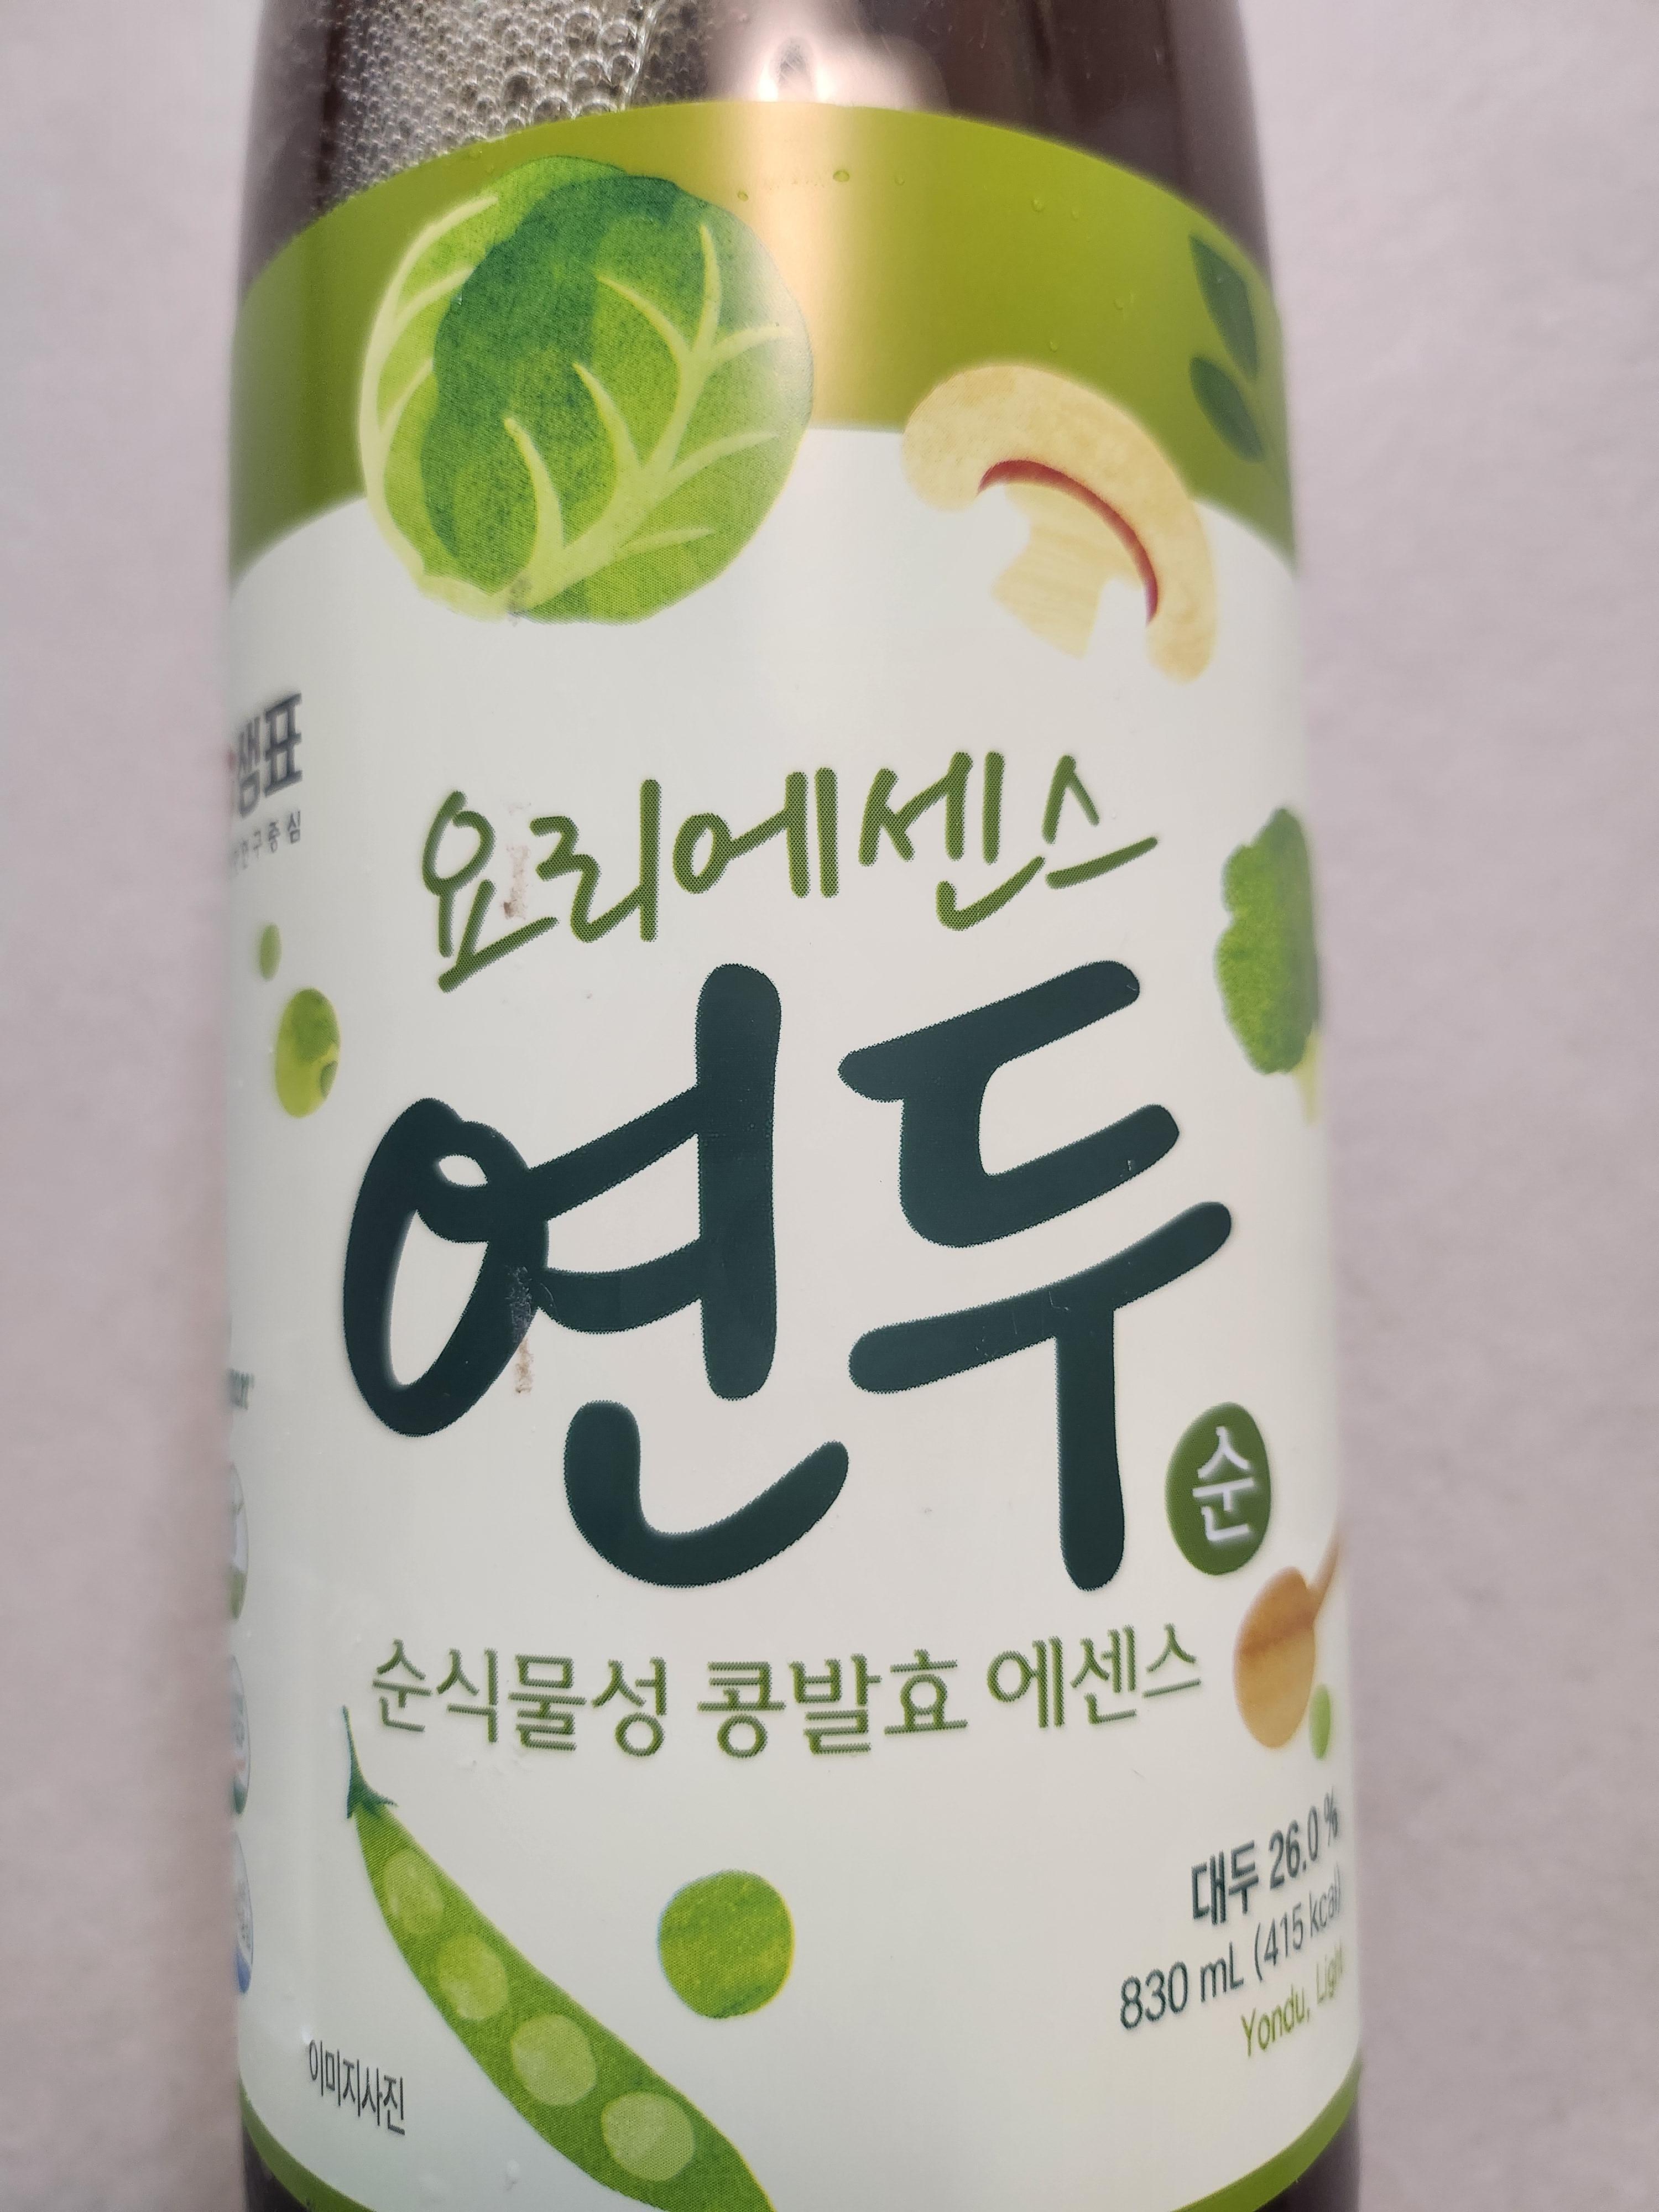 샘표
요리에센스
연두
순
순식물성 콩발효 에센스
대두 26.0 %
830 mL (415 kcal)
Yondu, Light
이미지사진